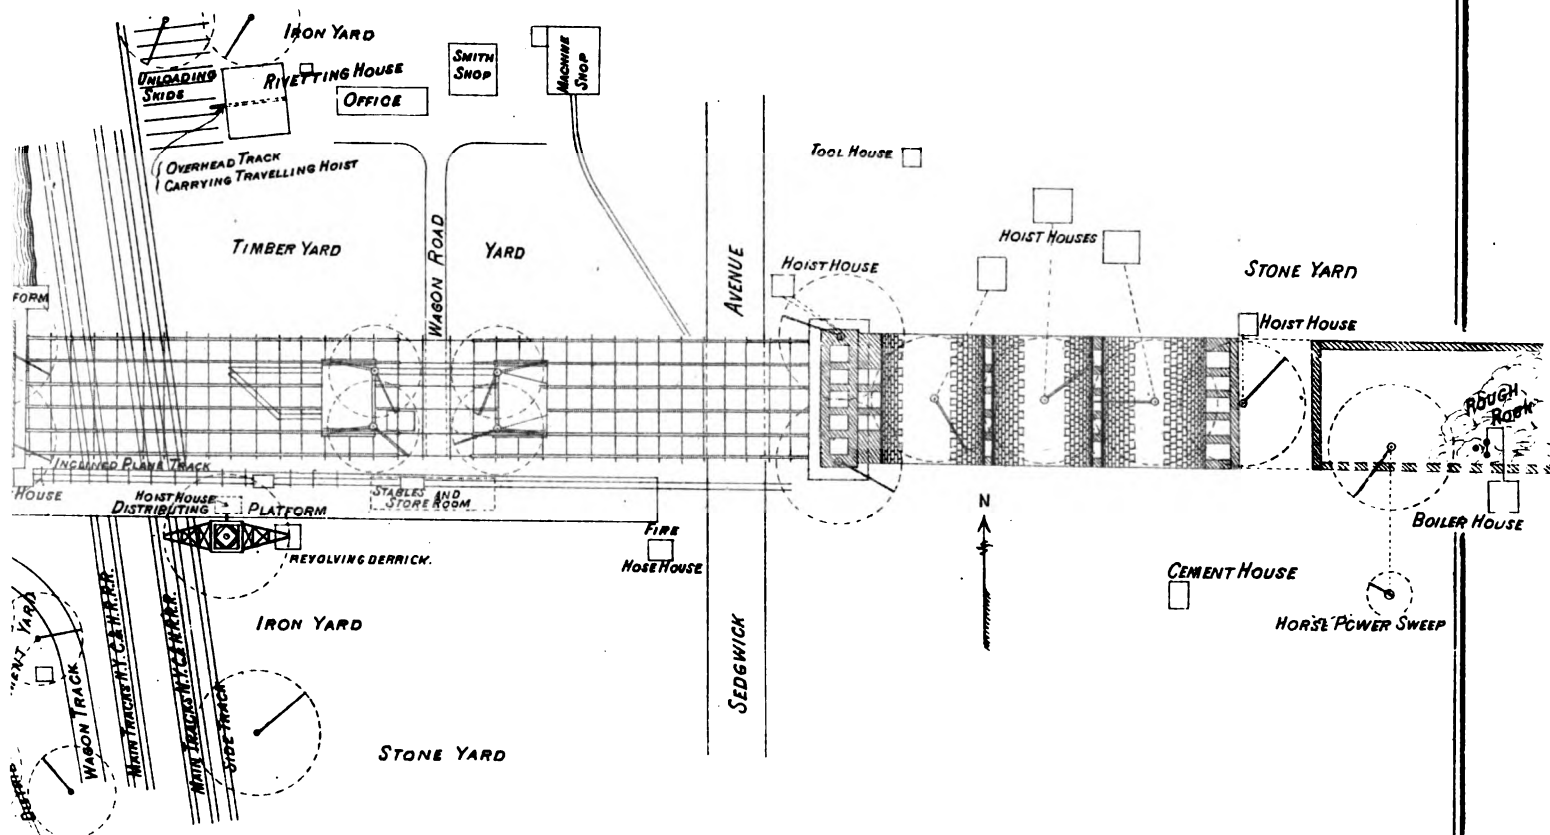 IRON YARD
UNLOADING
SKIDS
RIVETTING HOUSE
OFFICE
SMITH
SHOP
MACHINE
SHOP
OVERHEAD TRACK
CARRYING TRAVELLING HOIST
TIMBER YARD
WAGON ROAD
YARD
AVENUE
TOOL HOUSE
HOIST HOUSE
HOIST HOUSES
STONE YARD
HOIST HOUSE
FORM
INCLINED PLANE TRACK
HOUSE
HOIST HOUSE
DISTRIBUTING PLATFORM
STABLES AND
STORE ROOM
REVOLVING DERRICK.
FIRE
HOSE HOUSE
N
ROUGH
ROCK
BOILER HOUSE
CEMENT HOUSE
HORSE POWER SWEEP
IRON YARD
MENT YARD
WAGON TRACK
MAIN TRACKS N.Y.C.& H.R.R.R.
MAIN TRACKS N.Y.C.& H.R.R.R.
SIDE TRACK
STONE YARD
SEDGWICK